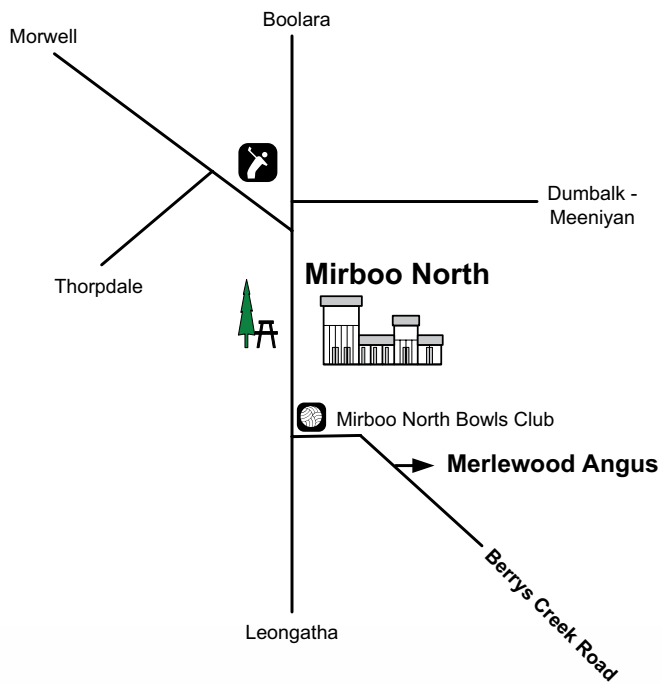 Boolara
Morwell
Dumbalk -
Meeniyan
Mirboo North
Thorpdale
Mirboo North Bowls Club
Merlewood Angus
Berrys Creek Road
Leongatha